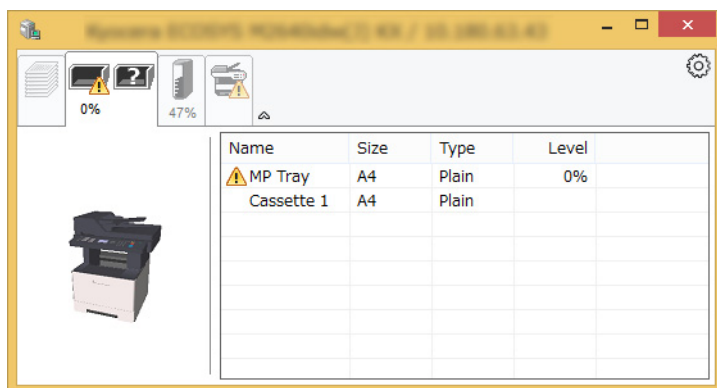 0%
47%
Name Size Type Level
MP Tray A4 Plain 0%
Cassette 1 A4 Plain